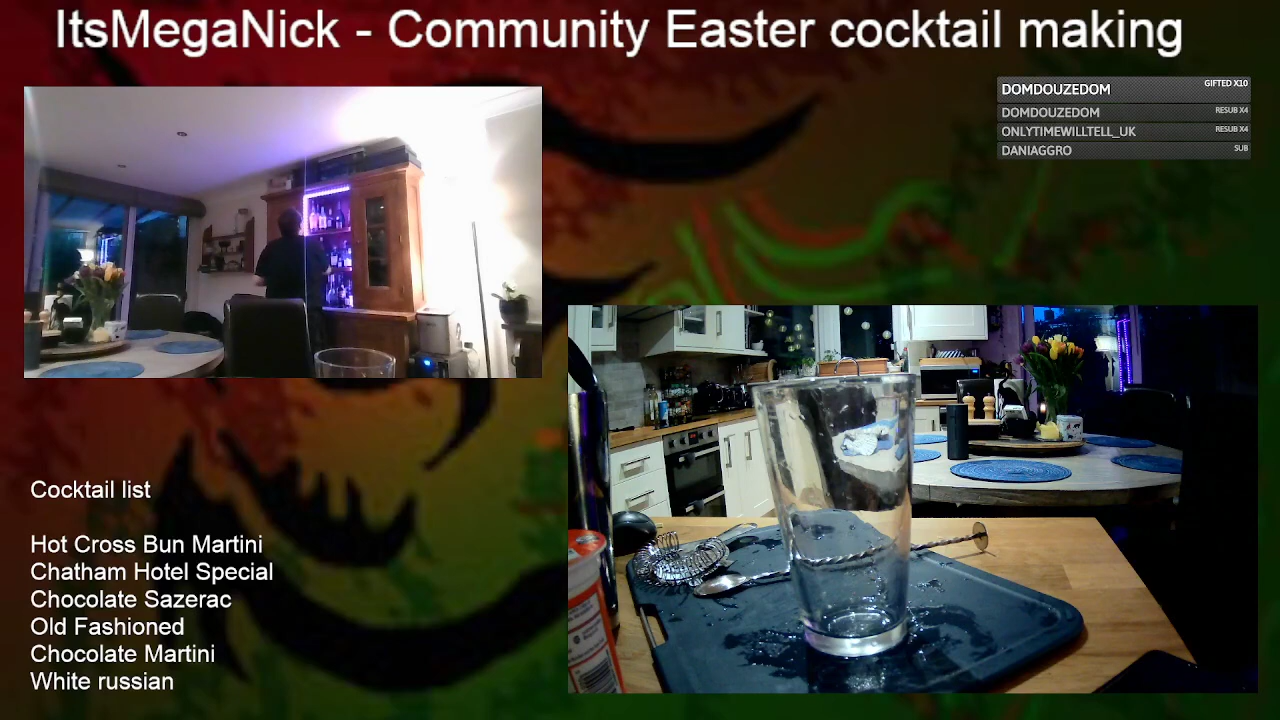 ItsMegaNick - Community Easter cocktail making
DOMDOUZEDOM GIFTED X10
DOMDOUZEDOM RESUB X4
ONLYTIMEWILLTELL_UK RESUB X4
DANIAGGRO SUB
Cocktail list
Hot Cross Bun Martini
Chatham Hotel Special
Chocolate Sazerac
Old Fashioned
Chocolate Martini
White russian